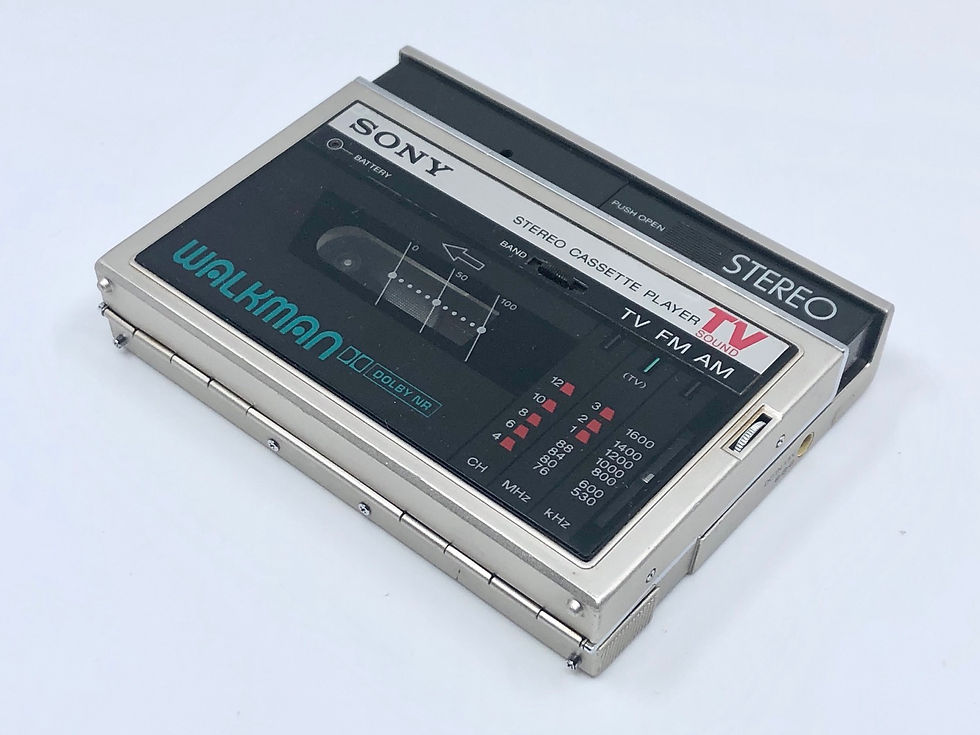 SONY
BATTERY
STEREO CASSETTE PLAYER
TV
SOUND
PUSH OPEN
STEREO
BAND
TV FM AM
0
50
100
WALKMAN
DOLBY NR
(TV)
12
10
8
6
4
CH
3
2
1
88
84
80
76
MHz
1600
1400
1200
1000
800
600
530
kHz